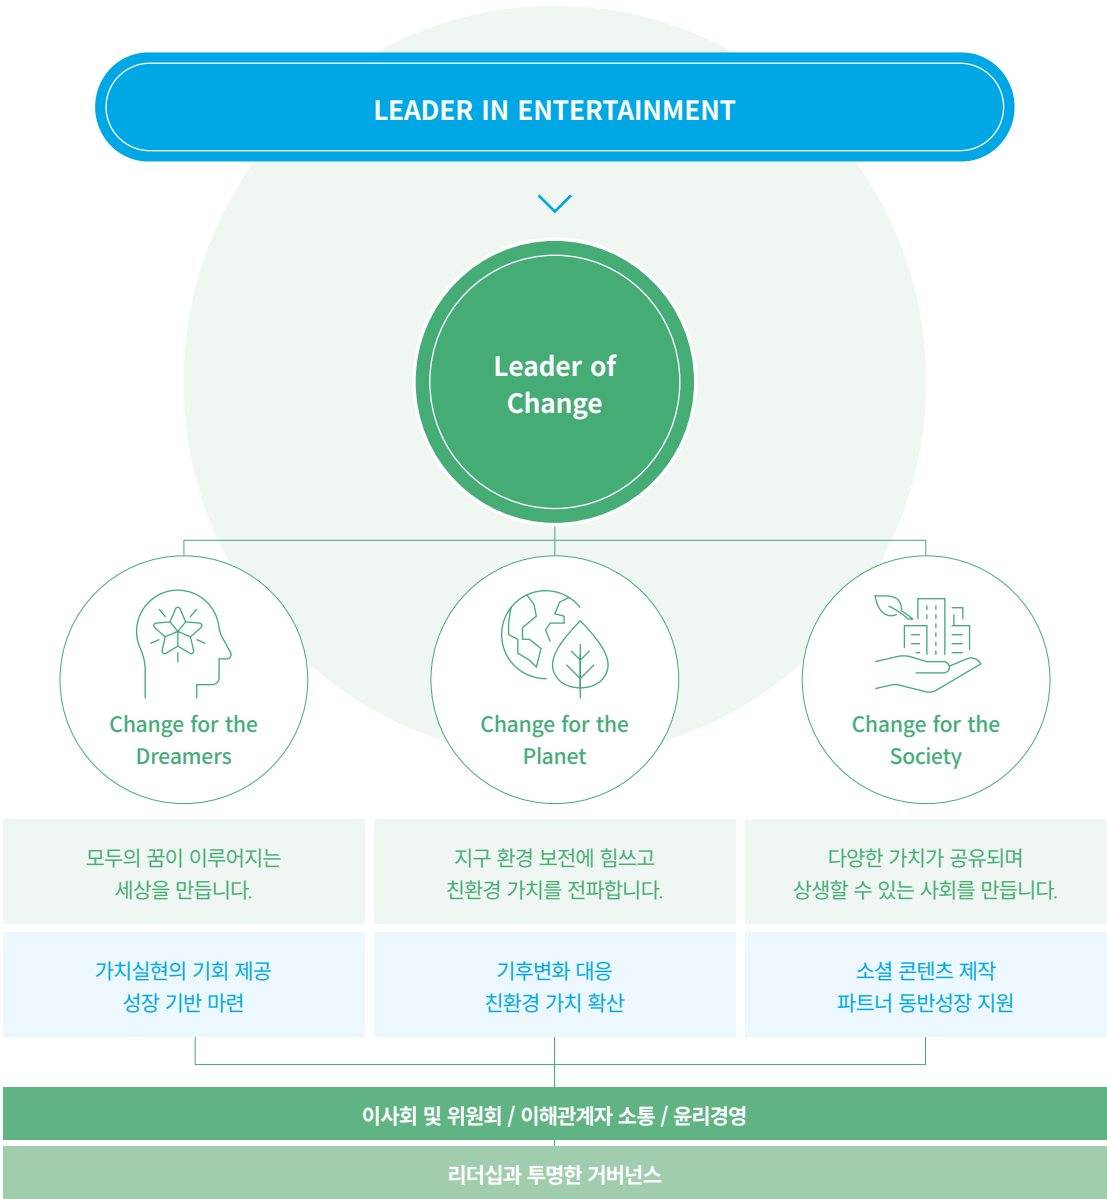 LEADER IN ENTERTAINMENT
Leader of
Change
Change for the
Dreamers
Change for the
Planet
Change for the
Society
모두의 꿈이 이루어지는
세상을 만듭니다.
지구 환경 보전에 힘쓰고
친환경 가치를 전파합니다.
다양한 가치가 공유되며
상생할 수 있는 사회를 만듭니다.
가치실현의 기회 제공
성장 기반 마련
기후변화 대응
친환경 가치 확산
소셜 콘텐츠 제작
파트너 동반성장 지원
이사회 및 위원회 / 이해관계자 소통 / 윤리경영
리더십과 투명한 거버넌스